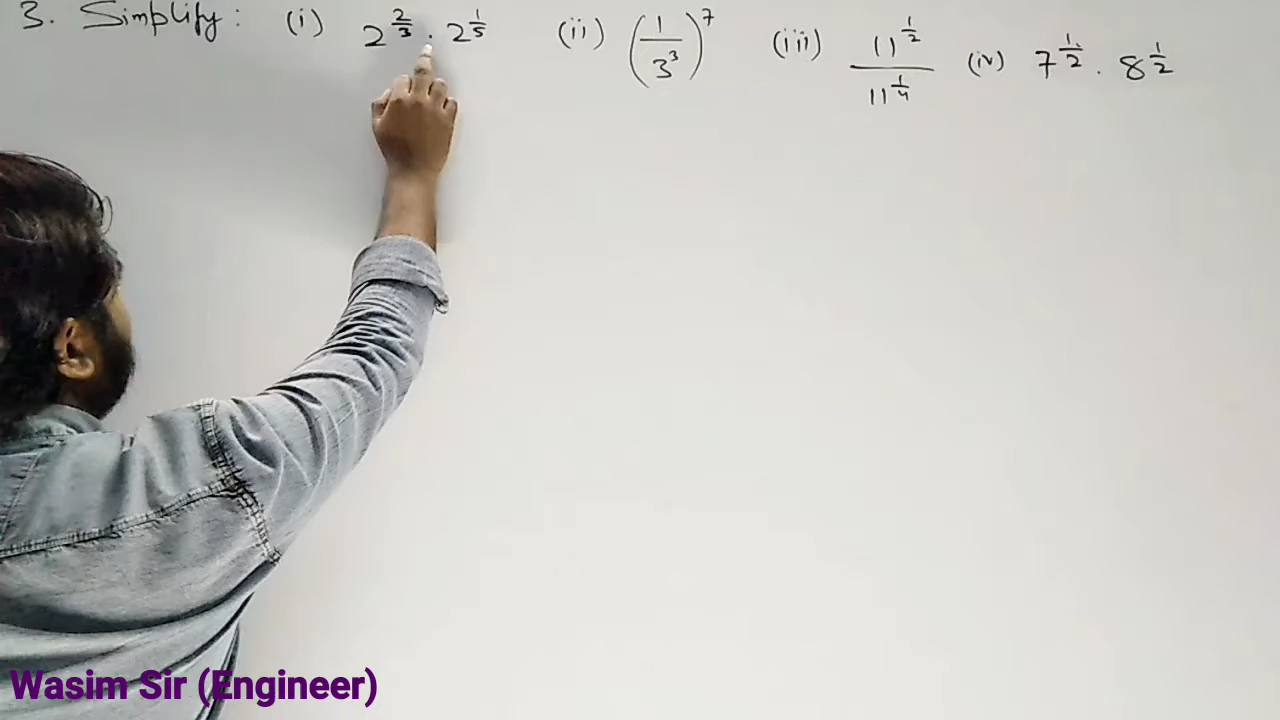 3. Simplify: (i) 2^{2/3} · 2^{1/5} (ii) (1/3^3)^7 (iii) 11^{1/2} / 11^{1/4} (iv) 7^{1/2} . 8^{1/2}
Wasim Sir (Engineer)